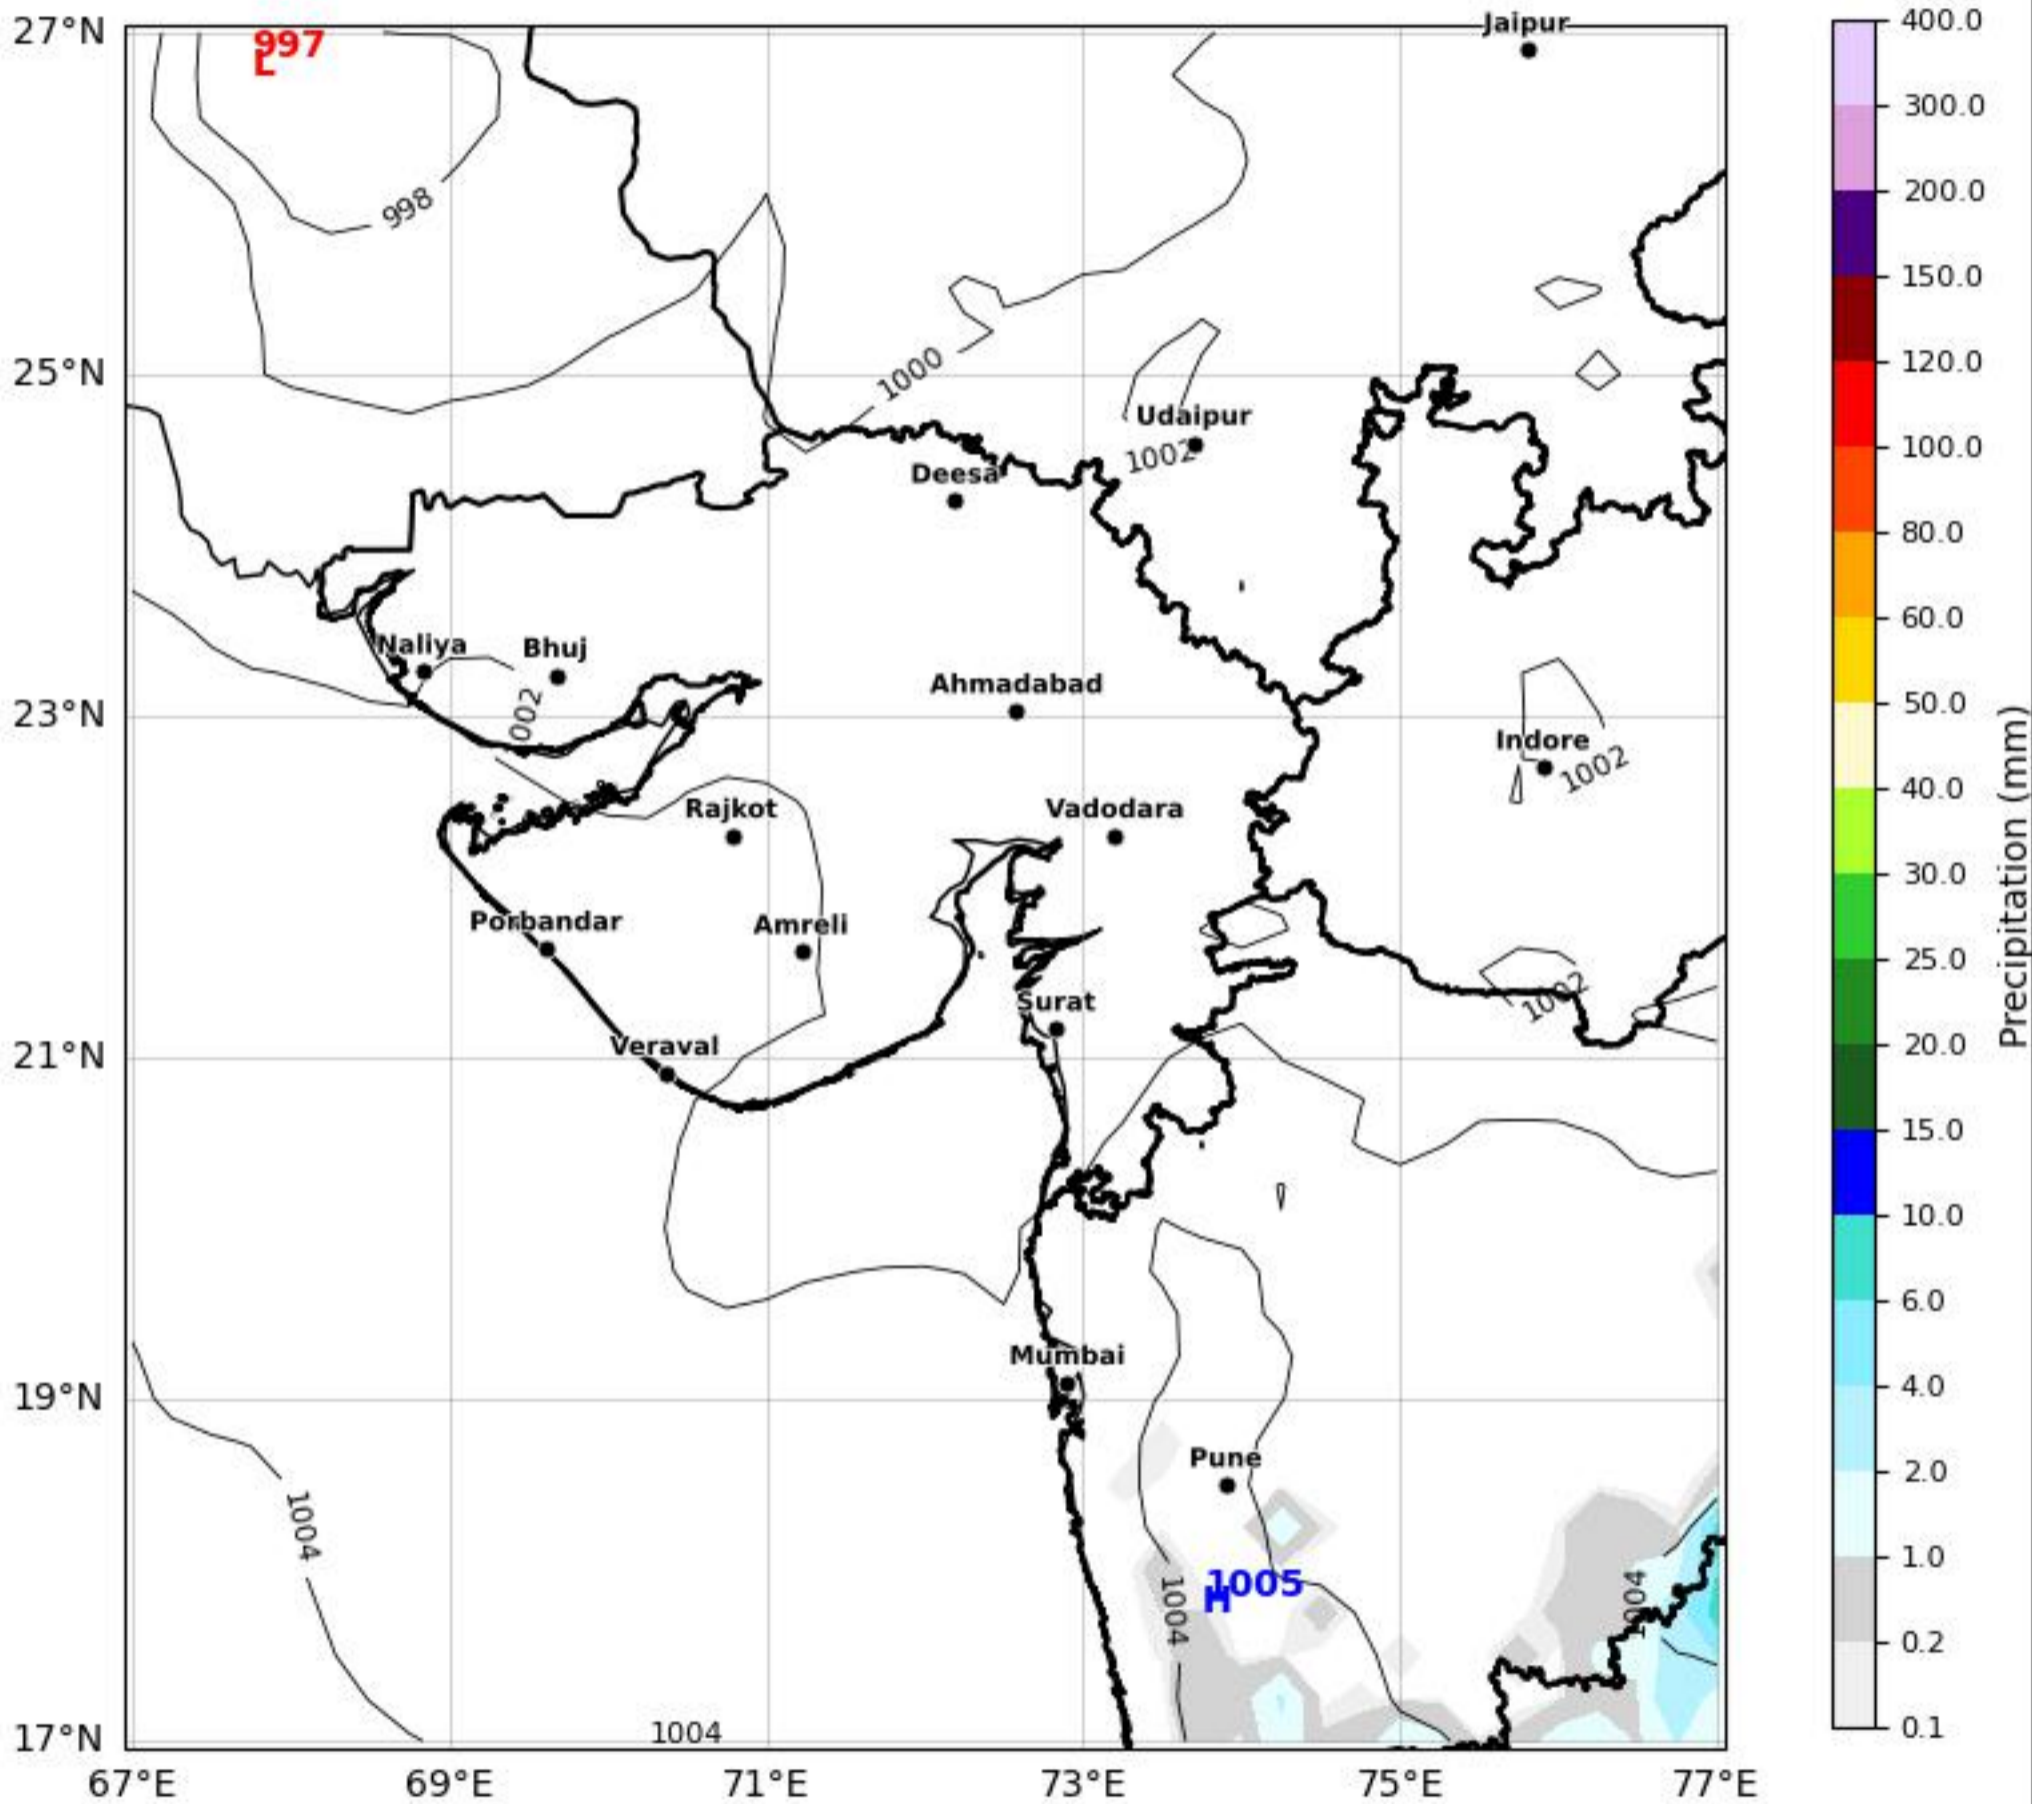 27°N
25°N
23°N
21°N
19°N
17°N
67°E
69°E
71°E
73°E
75°E
77°E
997
L
Jaipur
998
1000
Udaipur
1002
Deesa
Naliya
Bhuj
002
Ahmadabad
Indore
1002
Rajkot
Vadodara
Porbandar
Amreli
1002
Surat
Veraval
Mumbai
Pune
1004
1005
H
1004
1004
1004
400.0
300.0
200.0
150.0
120.0
100.0
80.0
60.0
50.0
40.0
30.0
25.0
20.0
15.0
10.0
6.0
4.0
2.0
1.0
0.2
0.1
Precipitation (mm)